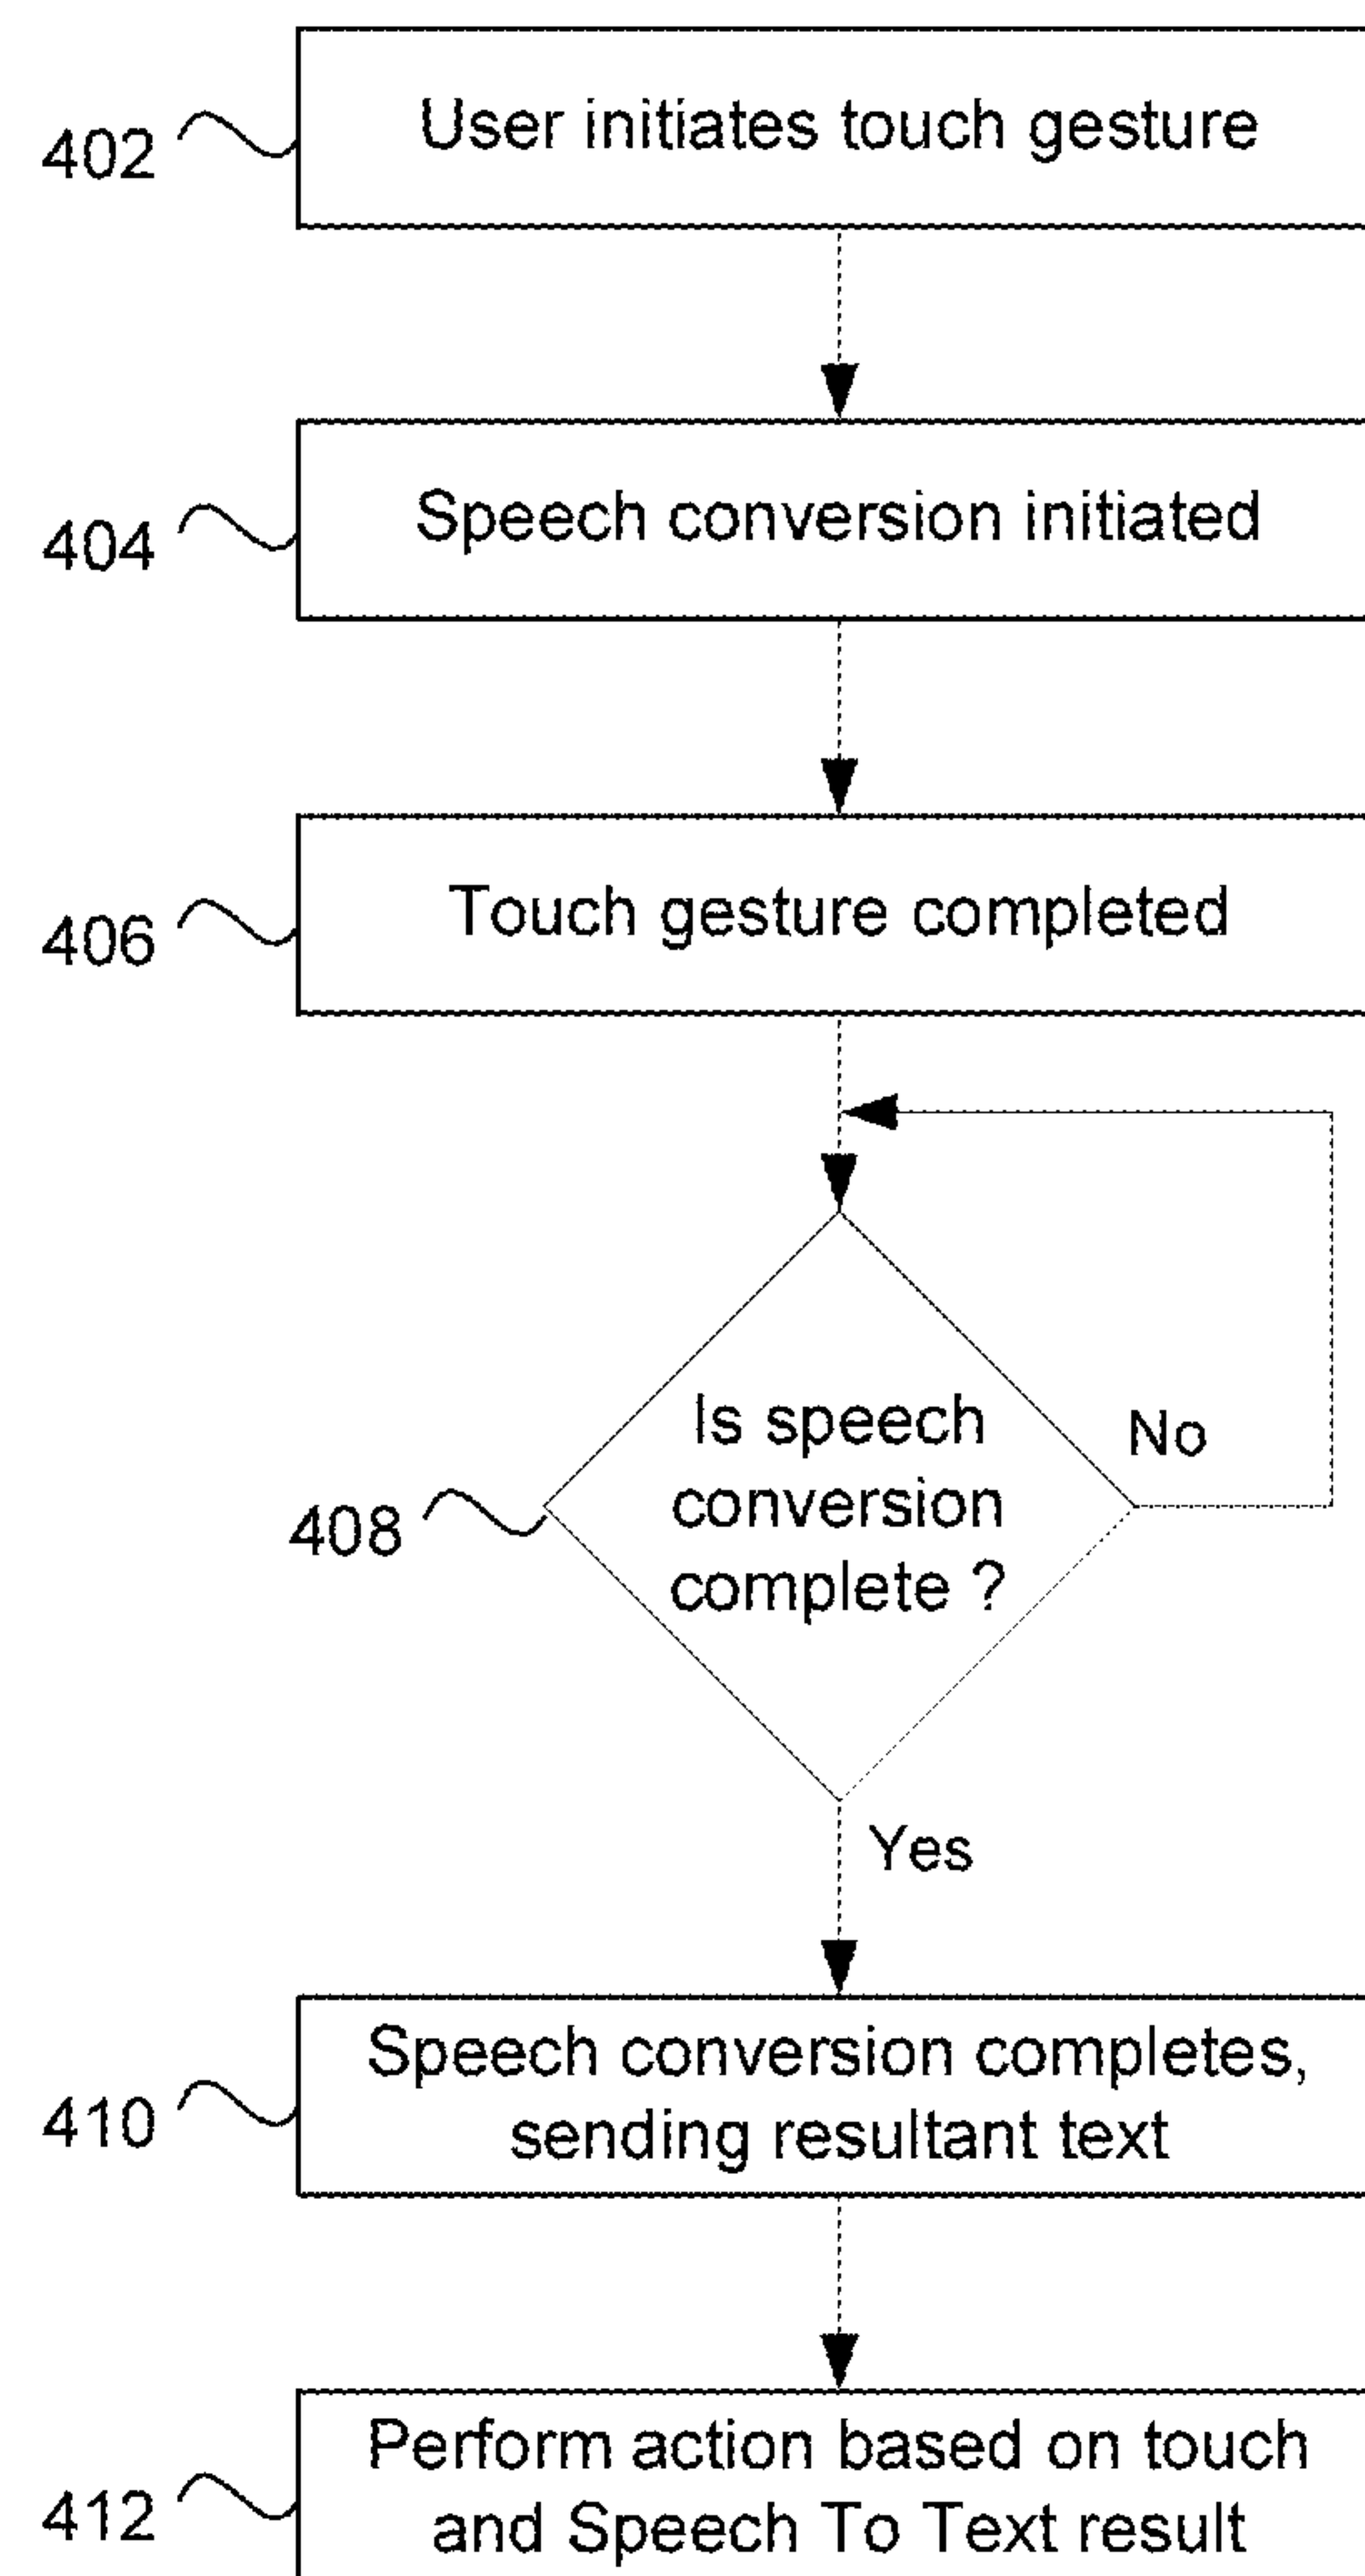 402
User initiates touch gesture
404
Speech conversion initiated
406
Touch gesture completed
408
Is speech
conversion
complete ?
No
Yes
410
Speech conversion completes,
sending resultant text
412
Perform action based on touch
and Speech To Text result